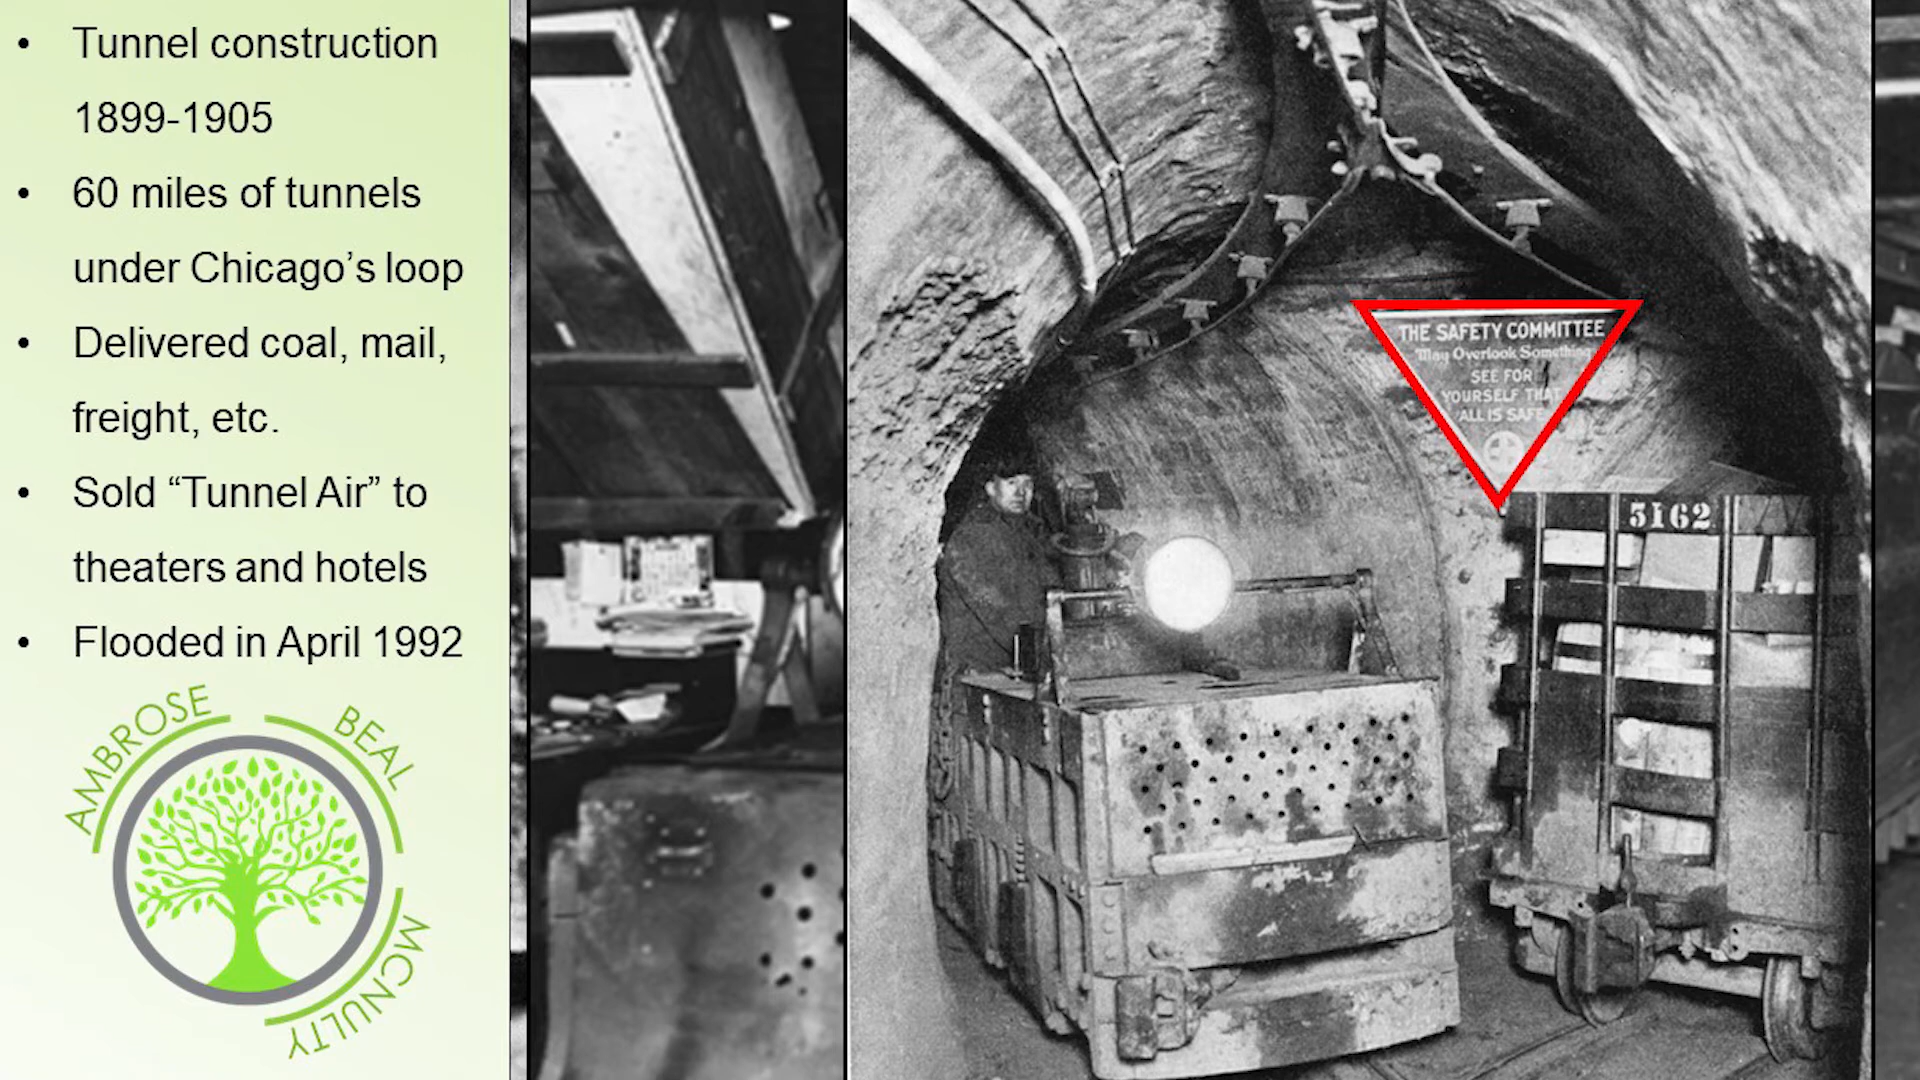 • Tunnel construction
1899-1905
• 60 miles of tunnels
under Chicago’s loop
• Delivered coal, mail,
freight, etc.
• Sold “Tunnel Air” to
theaters and hotels
• Flooded in April 1992
AMBROSE
BEAL
MCNULTY
THE SAFETY COMMITTEE
May Overlook Something
SEE FOR
YOURSELF THAT
ALL IS SAFE
3162